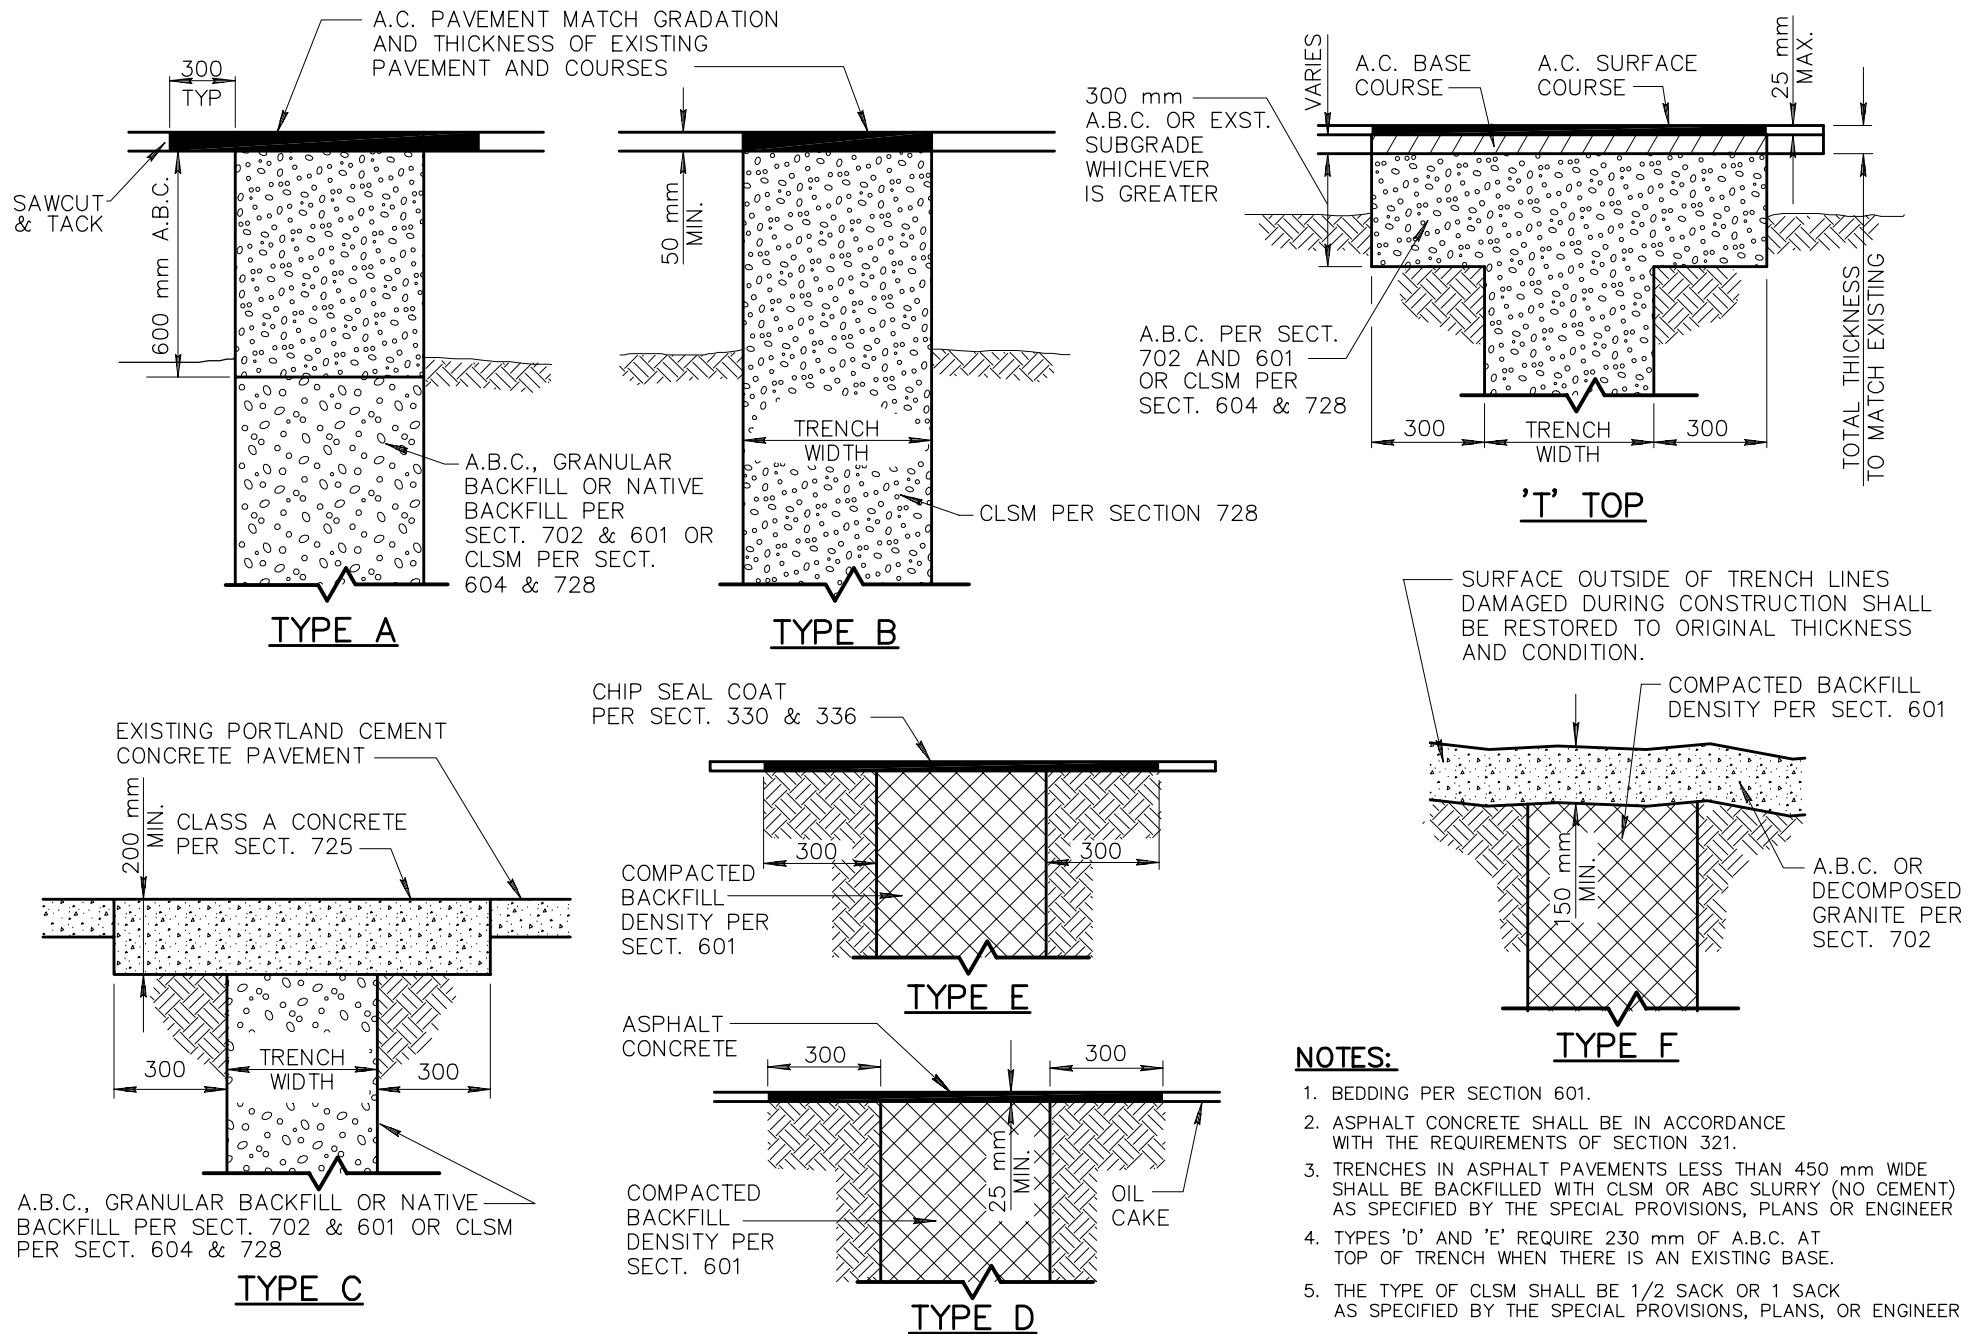 A.C. PAVEMENT MATCH GRADATION
AND THICKNESS OF EXISTING
PAVEMENT AND COURSES
300
TYP
SAWCUT
& TACK
600 mm A.B.C.
A.B.C., GRANULAR
BACKFILL OR NATIVE
BACKFILL PER
SECT. 702 & 601 OR
CLSM PER SECT.
604 & 728
TYPE A
50 mm
MIN.
TRENCH
WIDTH
CLSM PER SECTION 728
TYPE B
300 mm
A.B.C. OR EXST.
SUBGRADE
WHICHEVER
IS GREATER
VARIES
A.C. BASE
COURSE
A.C. SURFACE
COURSE
25 mm
MAX.
A.B.C. PER SECT.
702 AND 601
OR CLSM PER
SECT. 604 & 728
300
TRENCH
WIDTH
300
TOTAL THICKNESS
TO MATCH EXISTING
'T' TOP
EXISTING PORTLAND CEMENT
CONCRETE PAVEMENT
200 mm
MIN.
CLASS A CONCRETE
PER SECT. 725
300
TRENCH
WIDTH
300
A.B.C., GRANULAR BACKFILL OR NATIVE
BACKFILL PER SECT. 702 & 601 OR CLSM
PER SECT. 604 & 728
TYPE C
CHIP SEAL COAT
PER SECT. 330 & 336
300
300
COMPACTED
BACKFILL
DENSITY PER
SECT. 601
TYPE E
ASPHALT
CONCRETE
300
300
25 mm
MIN.
OIL
CAKE
COMPACTED
BACKFILL
DENSITY PER
SECT. 601
TYPE D
SURFACE OUTSIDE OF TRENCH LINES
DAMAGED DURING CONSTRUCTION SHALL
BE RESTORED TO ORIGINAL THICKNESS
AND CONDITION.
COMPACTED BACKFILL
DENSITY PER SECT. 601
150 mm
MIN.
A.B.C. OR
DECOMPOSED
GRANITE PER
SECT. 702
TYPE F
NOTES:
1. BEDDING PER SECTION 601.
2. ASPHALT CONCRETE SHALL BE IN ACCORDANCE
WITH THE REQUIREMENTS OF SECTION 321.
3. TRENCHES IN ASPHALT PAVEMENTS LESS THAN 450 mm WIDE
SHALL BE BACKFILLED WITH CLSM OR ABC SLURRY (NO CEMENT)
AS SPECIFIED BY THE SPECIAL PROVISIONS, PLANS OR ENGINEER
4. TYPES 'D' AND 'E' REQUIRE 230 mm OF A.B.C. AT
TOP OF TRENCH WHEN THERE IS AN EXISTING BASE.
5. THE TYPE OF CLSM SHALL BE 1/2 SACK OR 1 SACK
AS SPECIFIED BY THE SPECIAL PROVISIONS, PLANS, OR ENGINEER